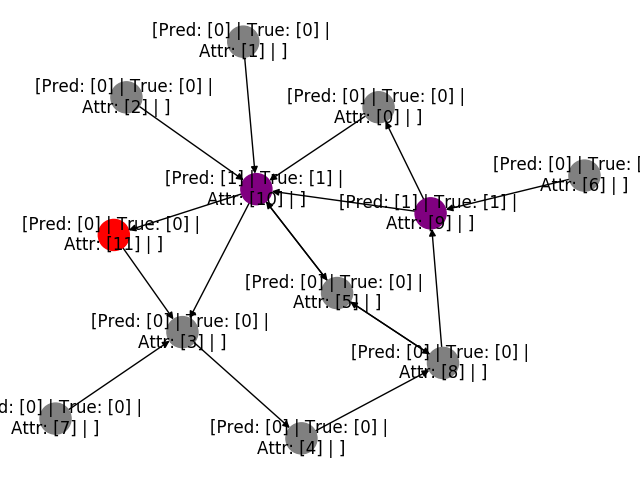 [Pred: [0] | True: [0] |
Attr: [1] | ]
[Pred: [0] | True: [0] |
Attr: [2] | ]
[Pred: [0] | True: [0] |
Attr: [0] | ]
[Pred: [0] | True: [
Attr: [6] | ]
[Pred: [1] | True: [1] |
Attr: [10] | ]
[Pred: [1] | True: [1] |
Attr: [9] | ]
[Pred: [0] | True: [0] |
Attr: [11] | ]
[Pred: [0] | True: [0] |
Attr: [5] | ]
[Pred: [0] | True: [0] |
Attr: [3] | ]
[Pred: [0] | True: [0] |
Attr: [8] | ]
d: [0] | True: [0] |
Attr: [7] | ]
[Pred: [0] | True: [0] |
Attr: [4] | ]